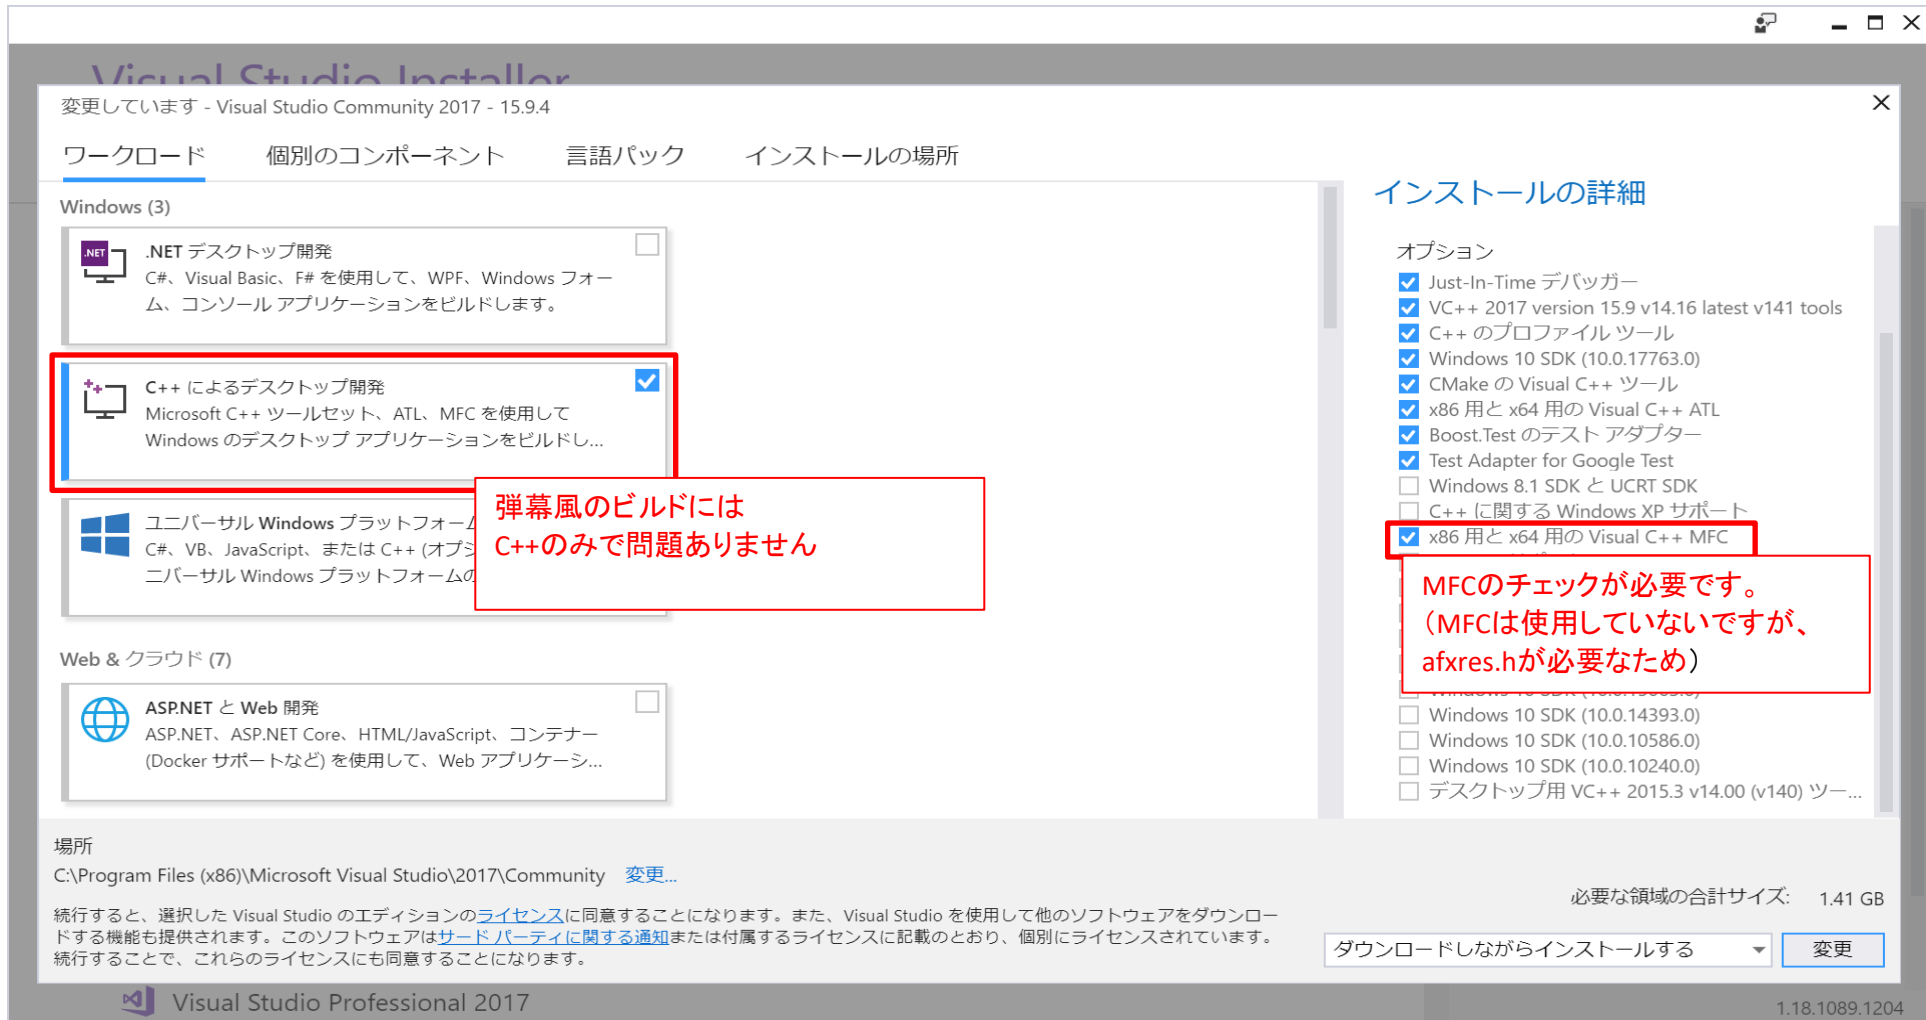 Visual Studio Installer
変更しています - Visual Studio Community 2017 - 15.9.4
ワークロード
個別のコンポーネント
言語パック
インストールの場所
Windows (3)
.NET
.NET デスクトップ開発
C#、Visual Basic、F# を使用して、WPF、Windows フォー
ム、コンソール アプリケーションをビルドします。
C++ によるデスクトップ開発
Microsoft C++ ツールセット、ATL、MFC を使用して
Windows のデスクトップ アプリケーションをビルドし...
ユニバーサル Windows プラットフォーム
C#、VB、JavaScript、または C++ (オプシ
ニバーサル Windows プラットフォームの
弾幕風のビルドには
C++のみで問題ありません
Web & クラウド (7)
ASP.NET と Web 開発
ASP.NET、ASP.NET Core、HTML/JavaScript、コンテナー
(Docker サポートなど) を使用して、Web アプリケーシ...
インストールの詳細
オプション
Just-In-Time デバッガー
VC++ 2017 version 15.9 v14.16 latest v141 tools
C++ のプロファイル ツール
Windows 10 SDK (10.0.17763.0)
CMake の Visual C++ ツール
x86 用と x64 用の Visual C++ ATL
Boost.Test のテスト アダプター
Test Adapter for Google Test
Windows 8.1 SDK と UCRT SDK
C++ に関する Windows XP サポート
x86 用と x64 用の Visual C++ MFC
MFCのチェックが必要です。
（MFCは使用していないですが、
afxres.hが必要なため）
Windows 10 SDK (10.0.15063.0)
Windows 10 SDK (10.0.14393.0)
Windows 10 SDK (10.0.10586.0)
Windows 10 SDK (10.0.10240.0)
デスクトップ用 VC++ 2015.3 v14.00 (v140) ツー...
場所
C:\Program Files (x86)\Microsoft Visual Studio\2017\Community 変更...
続行すると、選択した Visual Studio のエディションのライセンスに同意することになります。また、Visual Studio を使用して他のソフトウェアをダウンロー
ドする機能も提供されます。このソフトウェアはサード パーティに関する通知または付属するライセンスに記載のとおり、個別にライセンスされています。
続行することで、これらのライセンスにも同意することになります。
必要な領域の合計サイズ: 1.41 GB
ダウンロードしながらインストールする
変更
Visual Studio Professional 2017
1.18.1089.1204